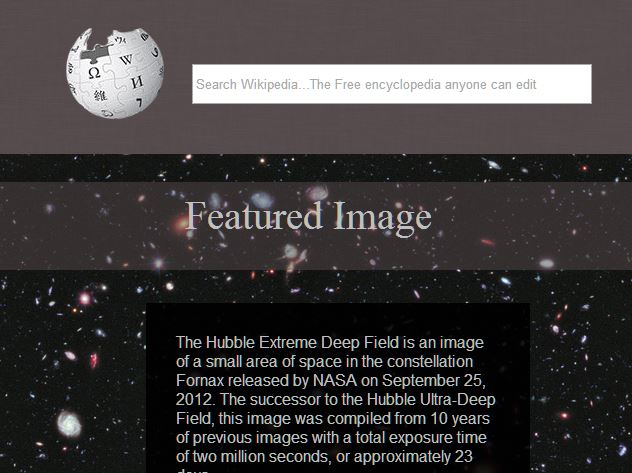 Ω W И 維 7
Search Wikipedia...The Free encyclopedia anyone can edit
Featured Image
The Hubble Extreme Deep Field is an image
of a small area of space in the constellation
Fornax released by NASA on September 25,
2012. The successor to the Hubble Ultra-Deep
Field, this image was compiled from 10 years
of previous images with a total exposure time
of two million seconds, or approximately 23